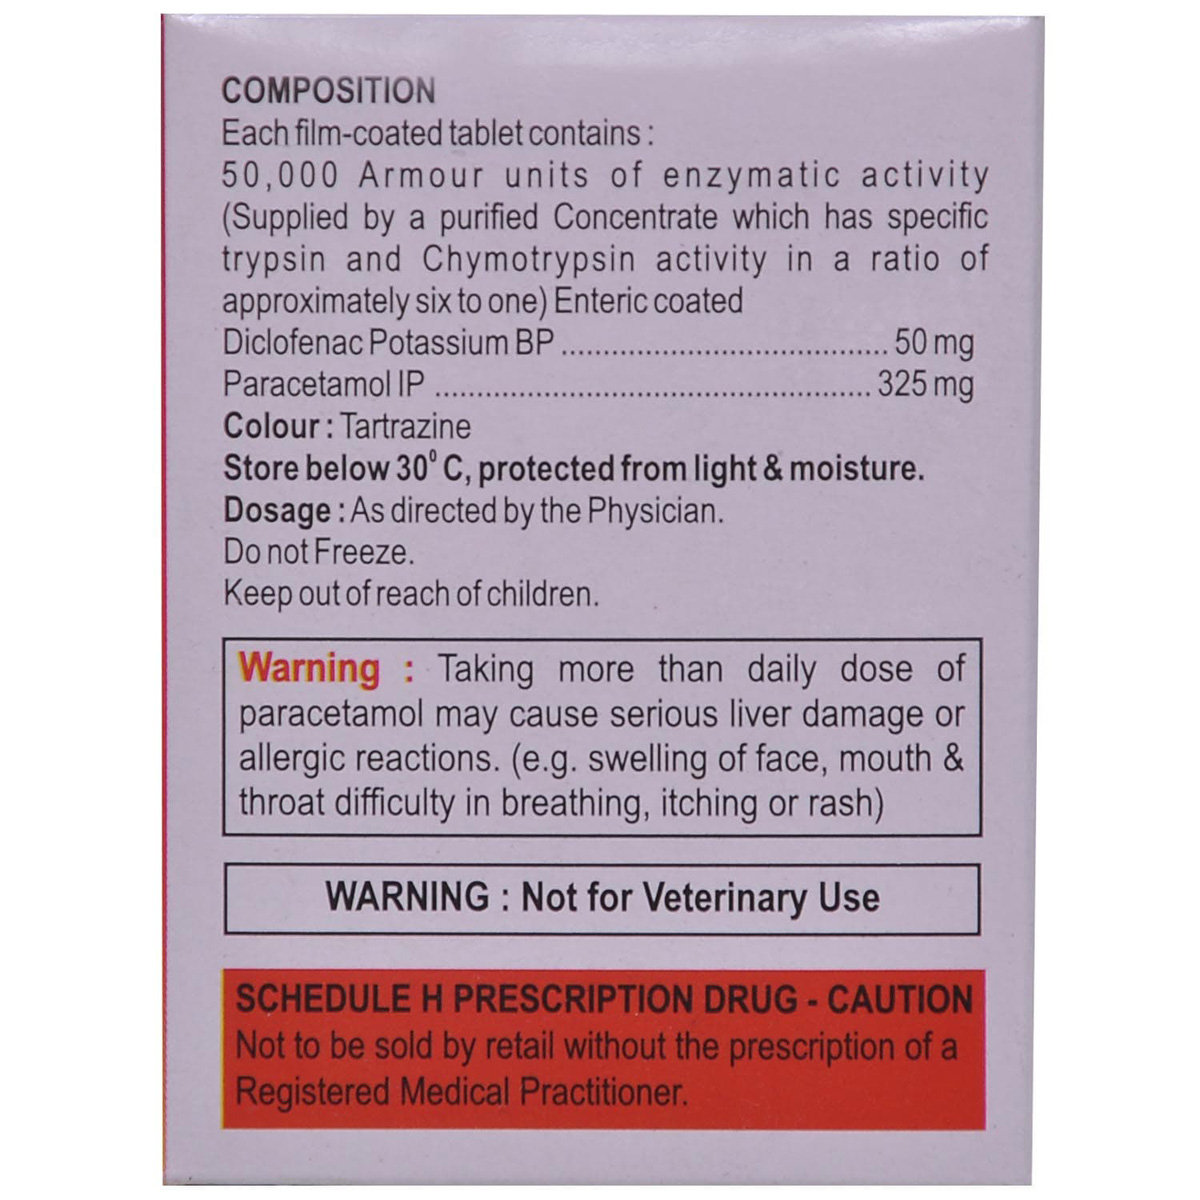 COMPOSITION
Each film-coated tablet contains :
50,000 Armour units of enzymatic activity
(Supplied by a purified Concentrate which has specific
trypsin and Chymotrypsin activity in a ratio of
approximately six to one) Enteric coated
Diclofenac Potassium BP ....................................... 50 mg
Paracetamol IP .................................................... 325 mg
Colour : Tartrazine
Store below 30⁰ C, protected from light & moisture.
Dosage : As directed by the Physician.
Do not Freeze.
Keep out of reach of children.
Warning : Taking more than daily dose of
paracetamol may cause serious liver damage or
allergic reactions. (e.g. swelling of face, mouth &
throat difficulty in breathing, itching or rash)
WARNING : Not for Veterinary Use
SCHEDULE H PRESCRIPTION DRUG - CAUTION
Not to be sold by retail without the prescription of a
Registered Medical Practitioner.